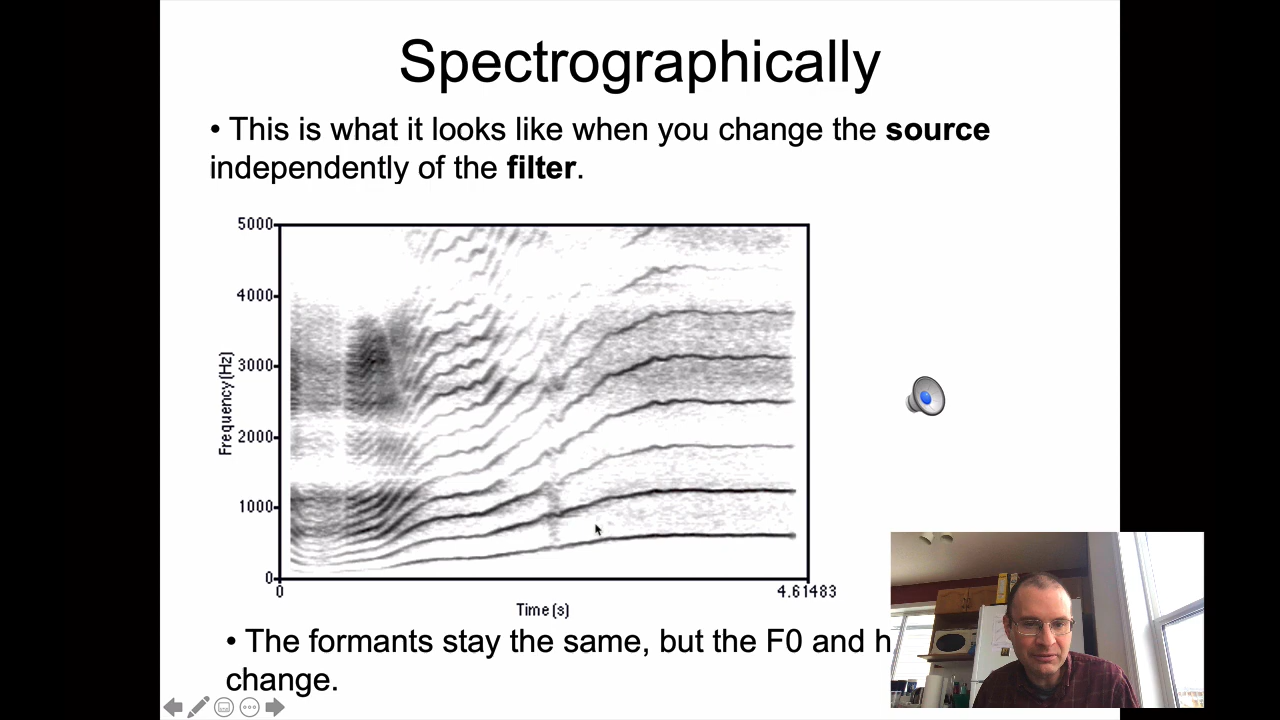 Spectrographically
• This is what it looks like when you change the source
independently of the filter.
5000
4000
3000
2000
1000
0
Frequency (Hz)
0
4.61483
Time (s)
• The formants stay the same, but the F0 and h
change.